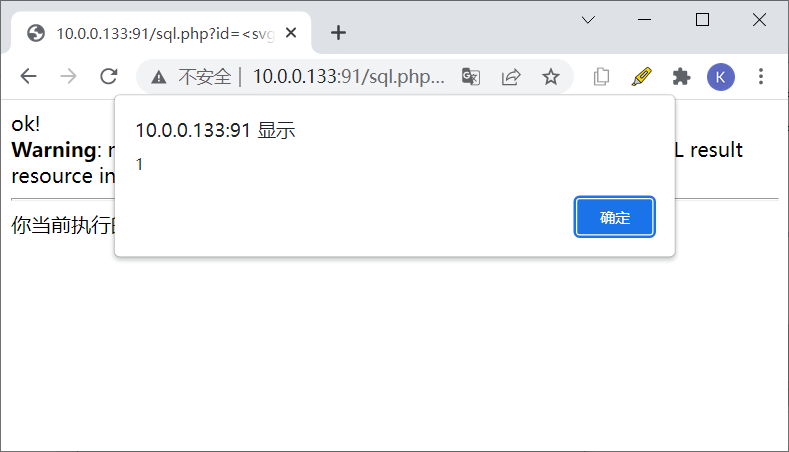 10.0.0.133:91/sql.php?id=<svg
不安全 | 10.0.0.133:91/sql.php...
K
10.0.0.133:91 显示
1
确定
ok!
Warning: L result
resource in
你当前执行